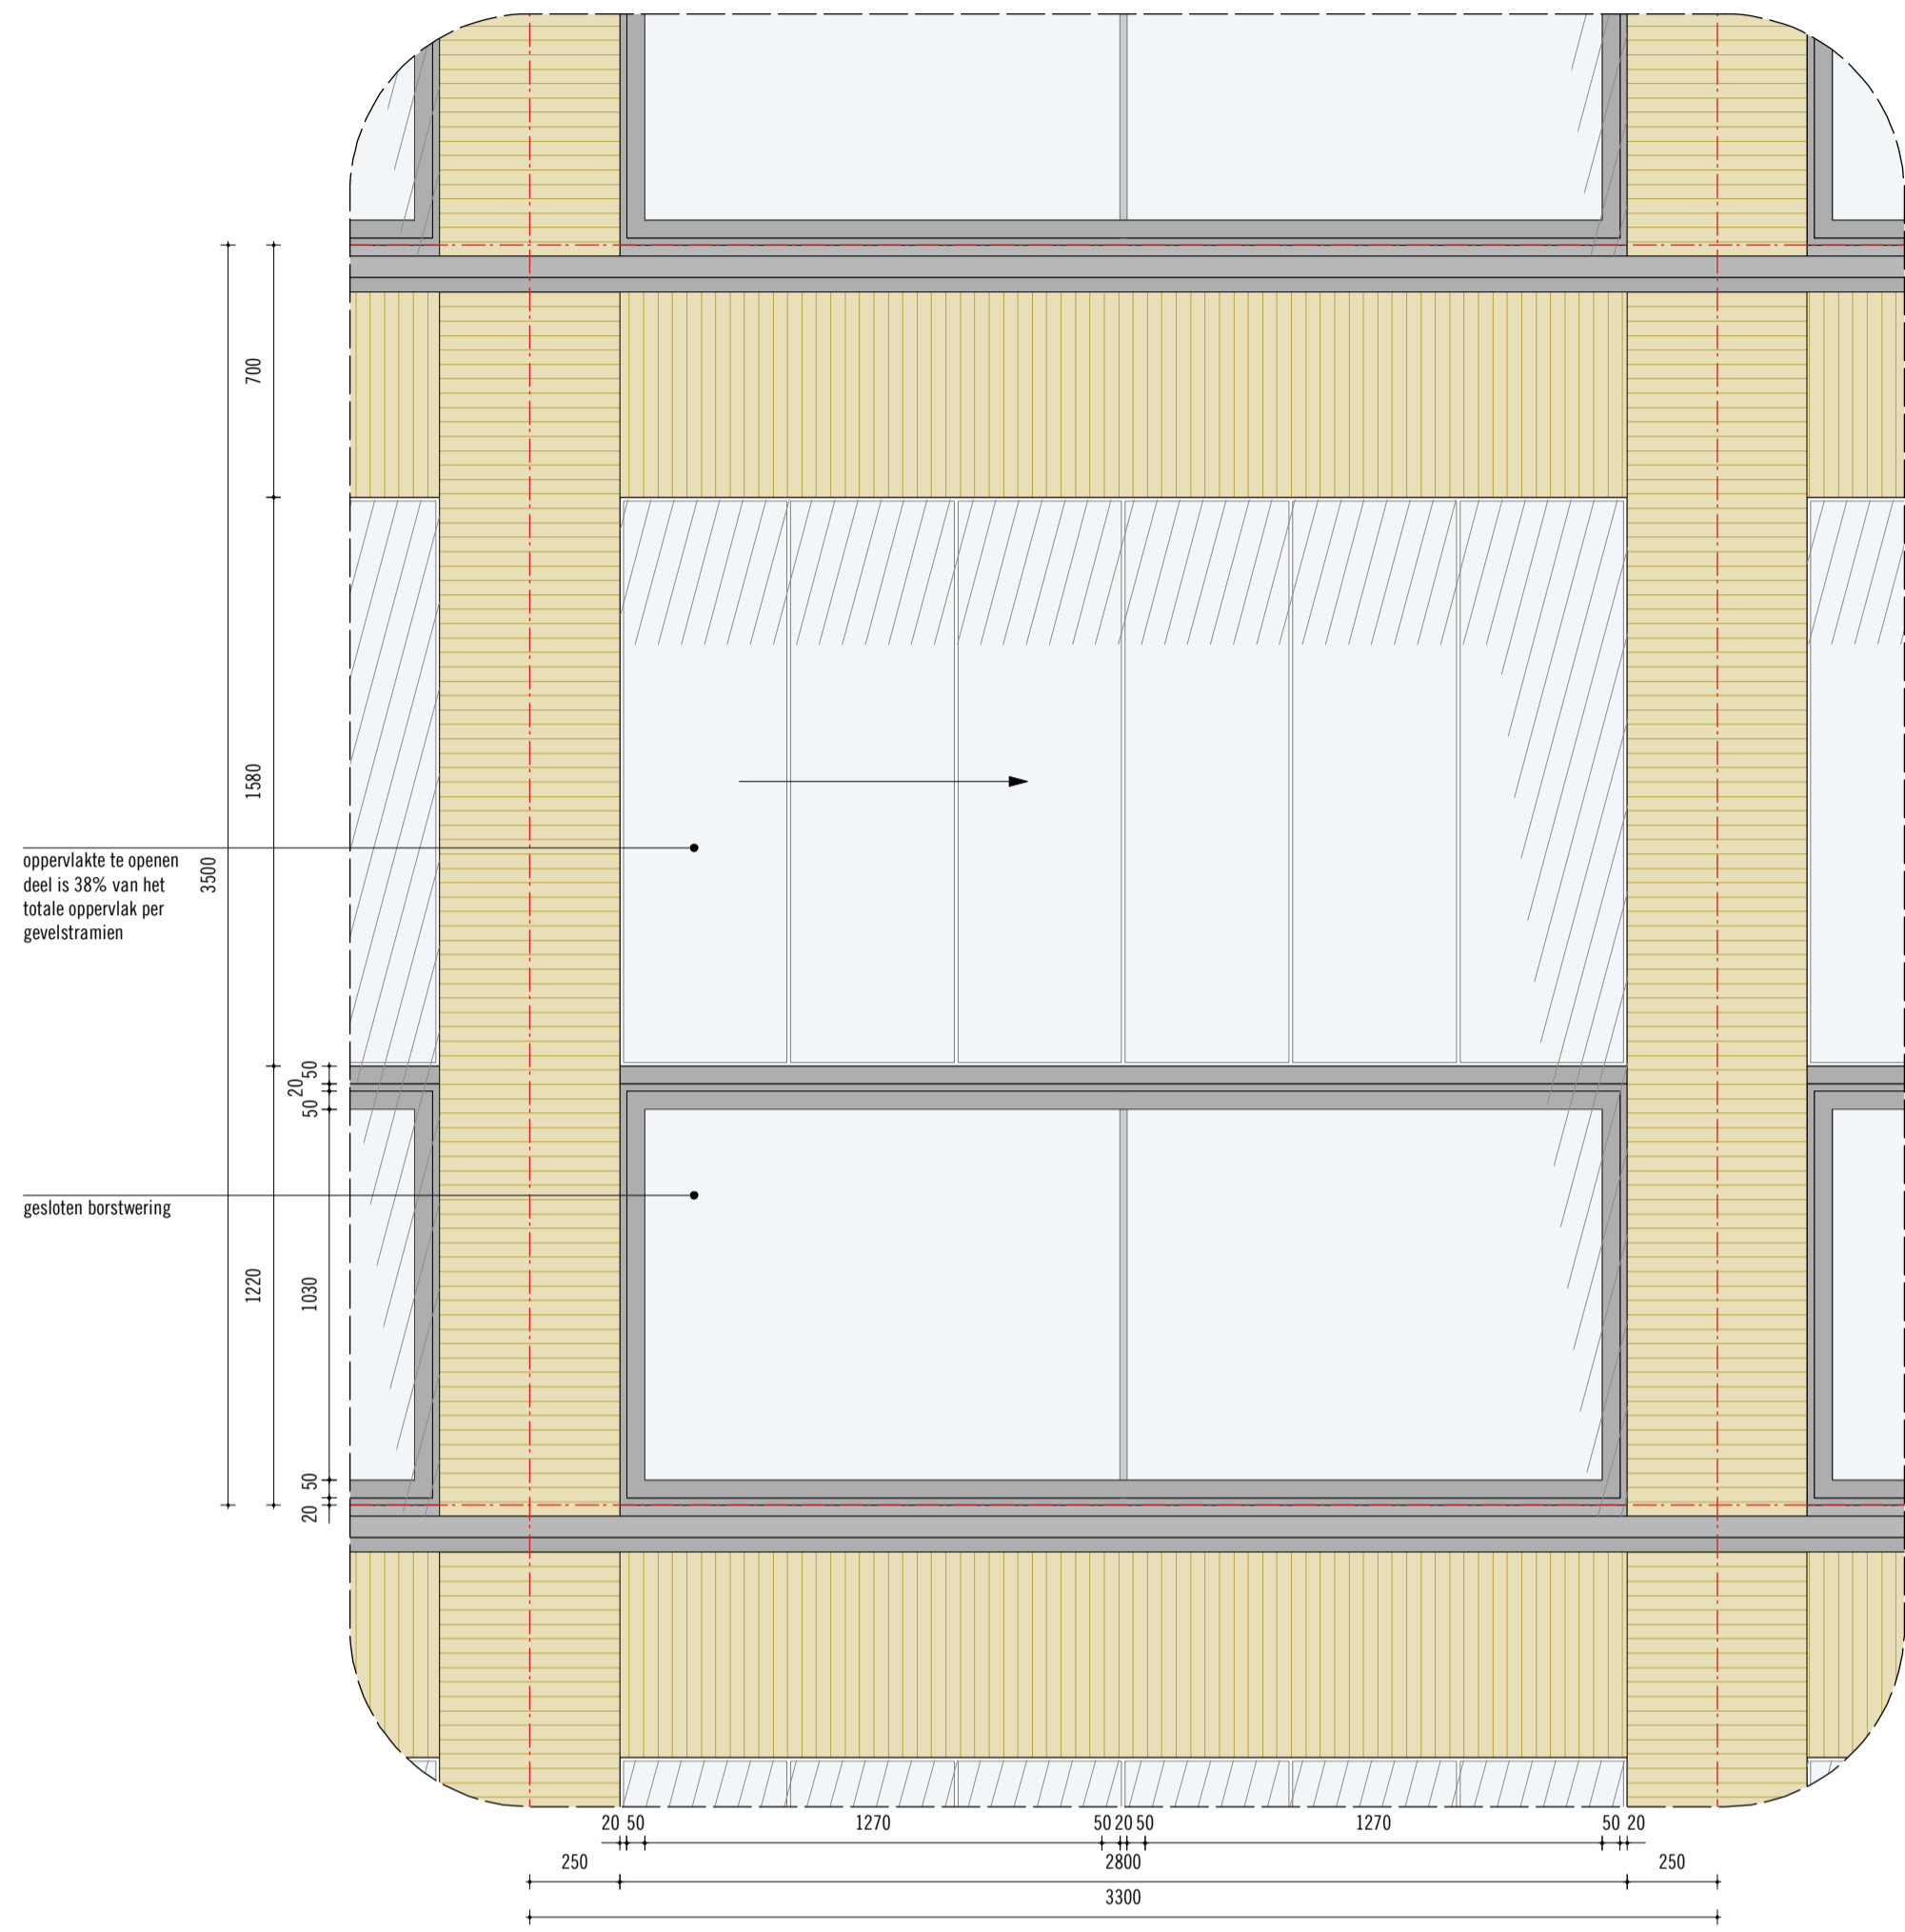 700
1580
3500
oppervlakte te openen
deel is 38% van het
totale oppervlak per
gevelstramien
50
20
50
gesloten borstwering
1220
1030
50
20
20 50 1270 50 20 50 1270 50 20
250 2800 250
3300